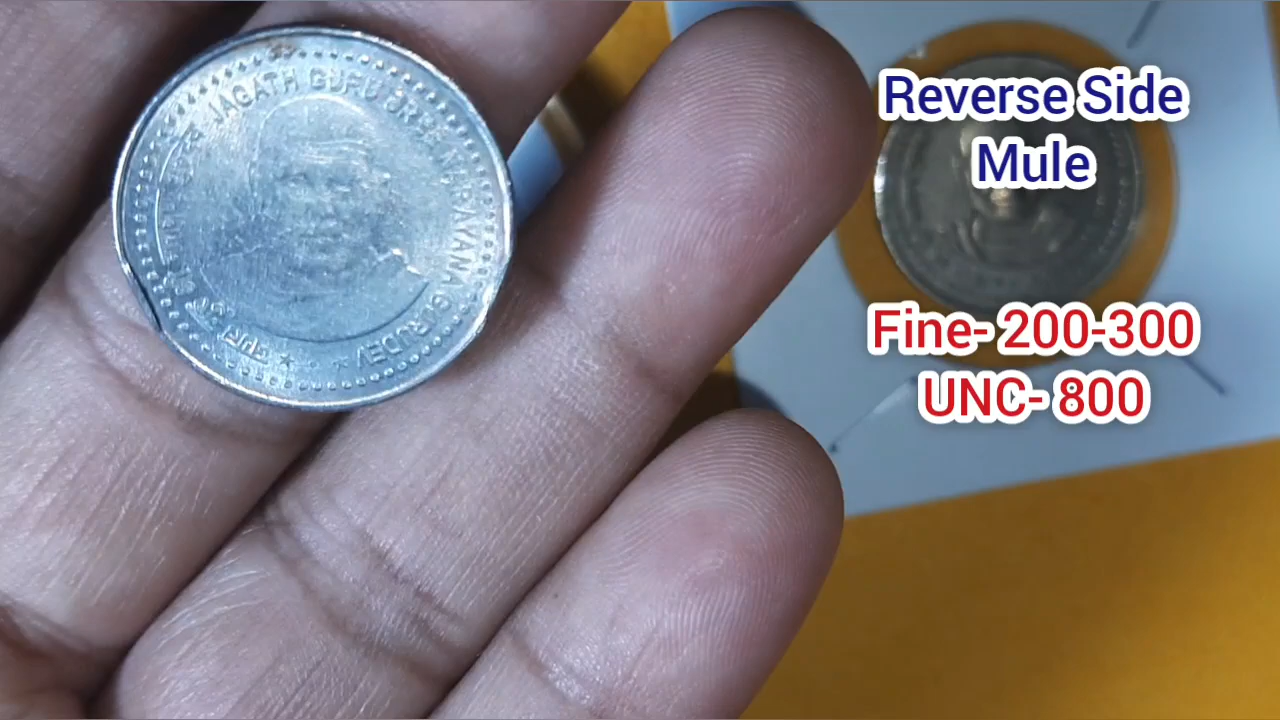 JAGATH GURU SREE NARAYANA GURUDEV
Reverse Side
Mule
Fine- 200-300
UNC- 800